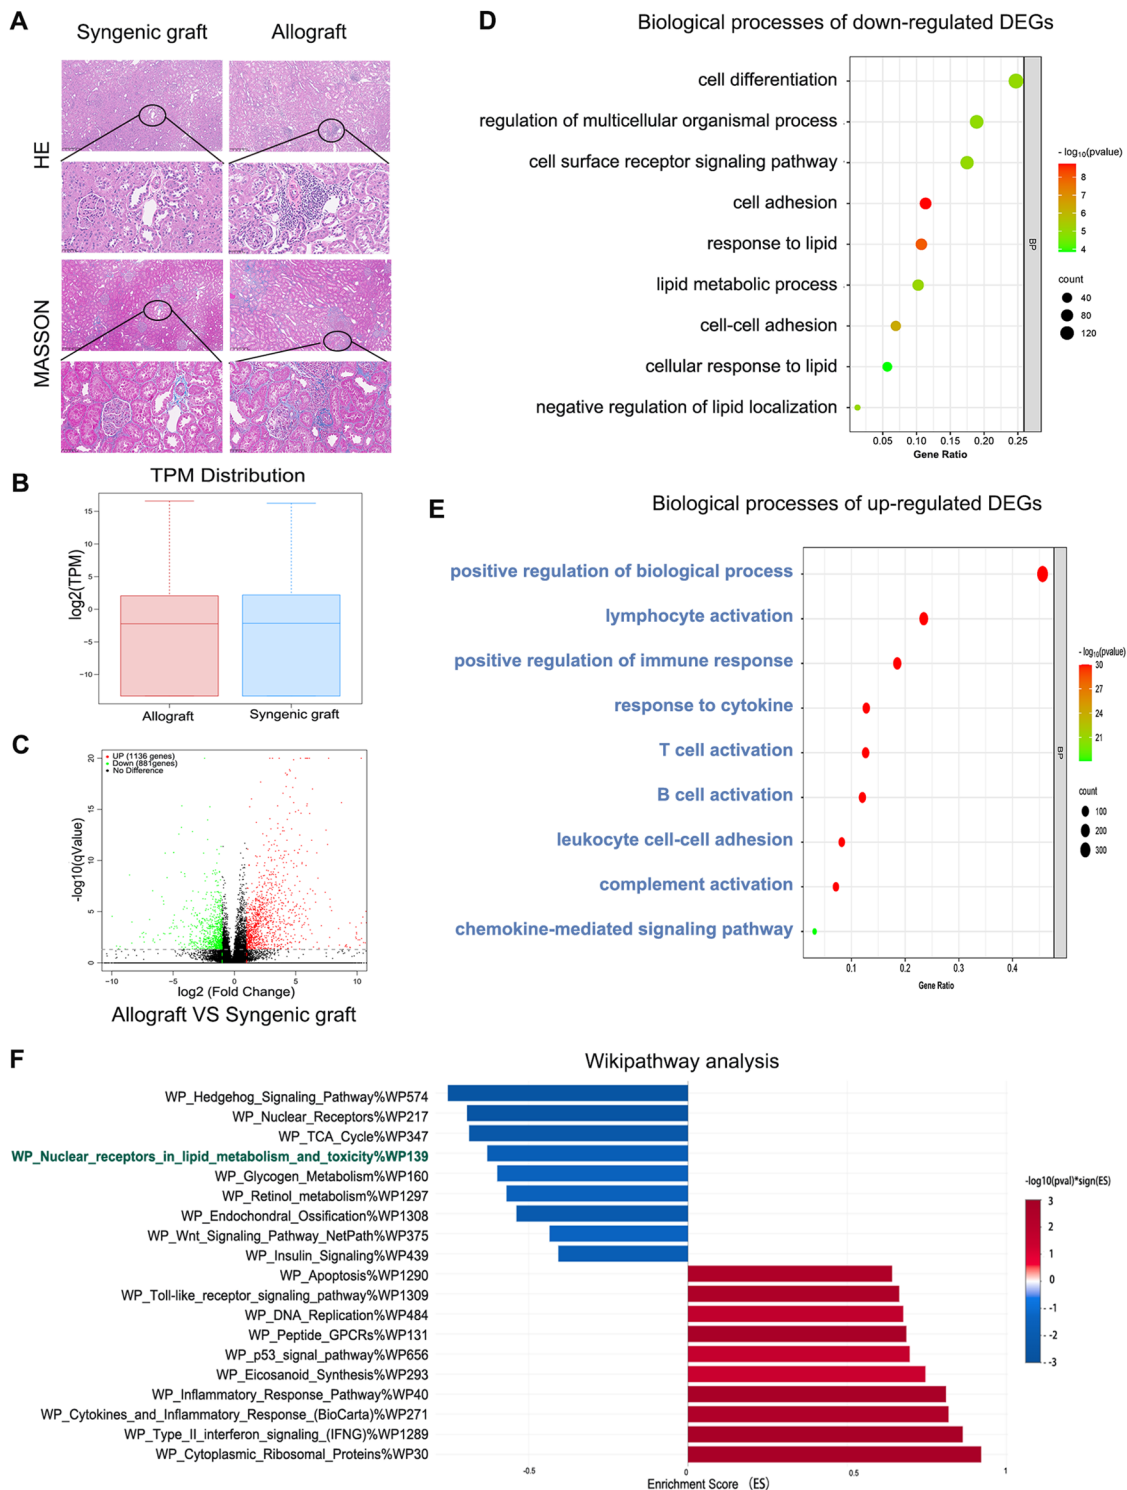 A
Syngenic graft
Allograft
HE
MASSON
B
TPM Distribution
log2(TPM)
15
10
5
0
−5
−10
Allograft
Syngenic graft
C
UP (1136 genes)
Down (881genes)
No Difference
-log10(qValue)
20
15
10
5
0
−10
−5
0
5
10
log2 (Fold Change)
Allograft VS Syngenic graft
D
Biological processes of down-regulated DEGs
cell differentiation
regulation of multicellular organismal process
cell surface receptor signaling pathway
cell adhesion
response to lipid
lipid metabolic process
cell-cell adhesion
cellular response to lipid
negative regulation of lipid localization
0.05
0.10
0.15
0.20
0.25
Gene Ratio
BP
- log10(pvalue)
8
7
6
5
4
count
40
80
120
E
Biological processes of up-regulated DEGs
positive regulation of biological process
lymphocyte activation
positive regulation of immune response
response to cytokine
T cell activation
B cell activation
leukocyte cell-cell adhesion
complement activation
chemokine-mediated signaling pathway
0.1
0.2
0.3
0.4
Gene Ratio
BP
- log10(pvalue)
30
27
24
21
count
100
200
300
F
Wikipathway analysis
WP_Hedgehog_Signaling_Pathway%WP574
WP_Nuclear_Receptors%WP217
WP_TCA_Cycle%WP347
WP_Nuclear_receptors_in_lipid_metabolism_and_toxicity%WP139
WP_Glycogen_Metabolism%WP160
WP_Retinol_metabolism%WP1297
WP_Endochondral_Ossification%WP1308
WP_Wnt_Signaling_Pathway_NetPath%WP375
WP_Insulin_Signaling%WP439
WP_Apoptosis%WP1290
WP_Toll-like_receptor_signaling_pathway%WP1309
WP_DNA_Replication%WP484
WP_Peptide_GPCRs%WP131
WP_p53_signal_pathway%WP656
WP_Eicosanoid_Synthesis%WP293
WP_Inflammatory_Response_Pathway%WP40
WP_Cytokines_and_Inflammatory_Response_(BioCarta)%WP271
WP_Type_II_interferon_signaling_(IFNG)%WP1289
WP_Cytoplasmic_Ribosomal_Proteins%WP30
-0.5
0
0.5
1
Enrichment Score （ES）
-log10(pval)*sign(ES)
3
2
1
0
-1
-2
-3